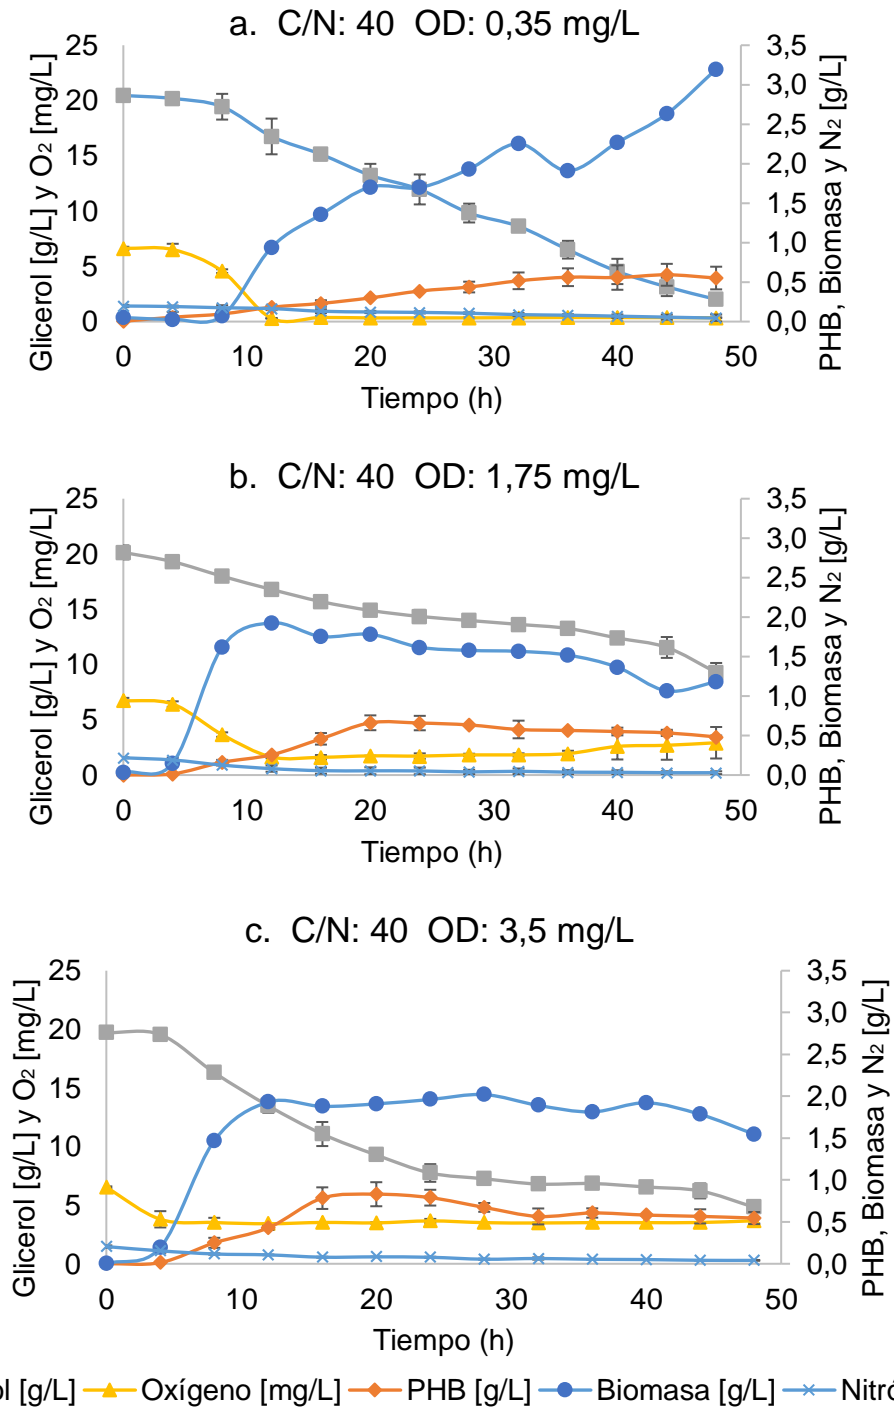 a. C/N: 40 OD: 0,35 mg/L
Glicerol [g/L] y O2 [mg/L]
25
20
15
10
5
0
3,5
3,0
2,5
2,0
1,5
1,0
0,5
0,0
PHB, Biomasa y N2 [g/L]
0 10 20 30 40 50
Tiempo (h)
b. C/N: 40 OD: 1,75 mg/L
Glicerol [g/L] y O2 [mg/L]
25
20
15
10
5
0
3,5
3,0
2,5
2,0
1,5
1,0
0,5
0,0
PHB, Biomasa y N2 [g/L]
0 10 20 30 40 50
Tiempo (h)
c. C/N: 40 OD: 3,5 mg/L
Glicerol [g/L] y O2 [mg/L]
25
20
15
10
5
0
3,5
3,0
2,5
2,0
1,5
1,0
0,5
0,0
PHB, Biomasa y N2 [g/L]
0 10 20 30 40 50
Tiempo (h)
ol [g/L] Oxígeno [mg/L] PHB [g/L] Biomasa [g/L] Nitró